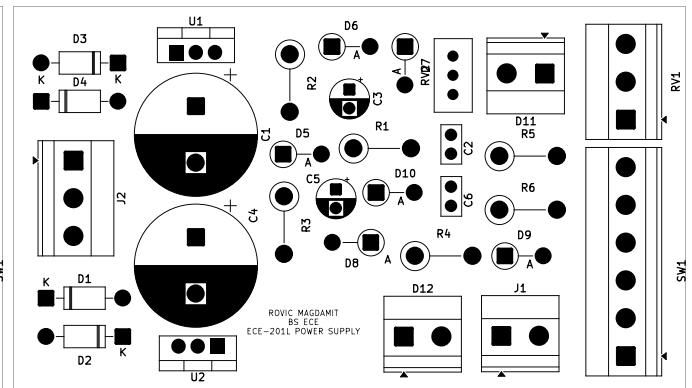 U1
D6
D3
K
K
D4
R2
A
A
RV2
D7
C3
D11
RV1
C1
D5
A
R1
C2
R5
J2
C5
D10
A
C6
R6
C4
R3
D8
A
R4
D9
A
SW1
SW1
K
D1
D2
K
ROVIC MAGDAMIT
BS ECE
ECE-201L POWER SUPPLY
U2
D12
J1